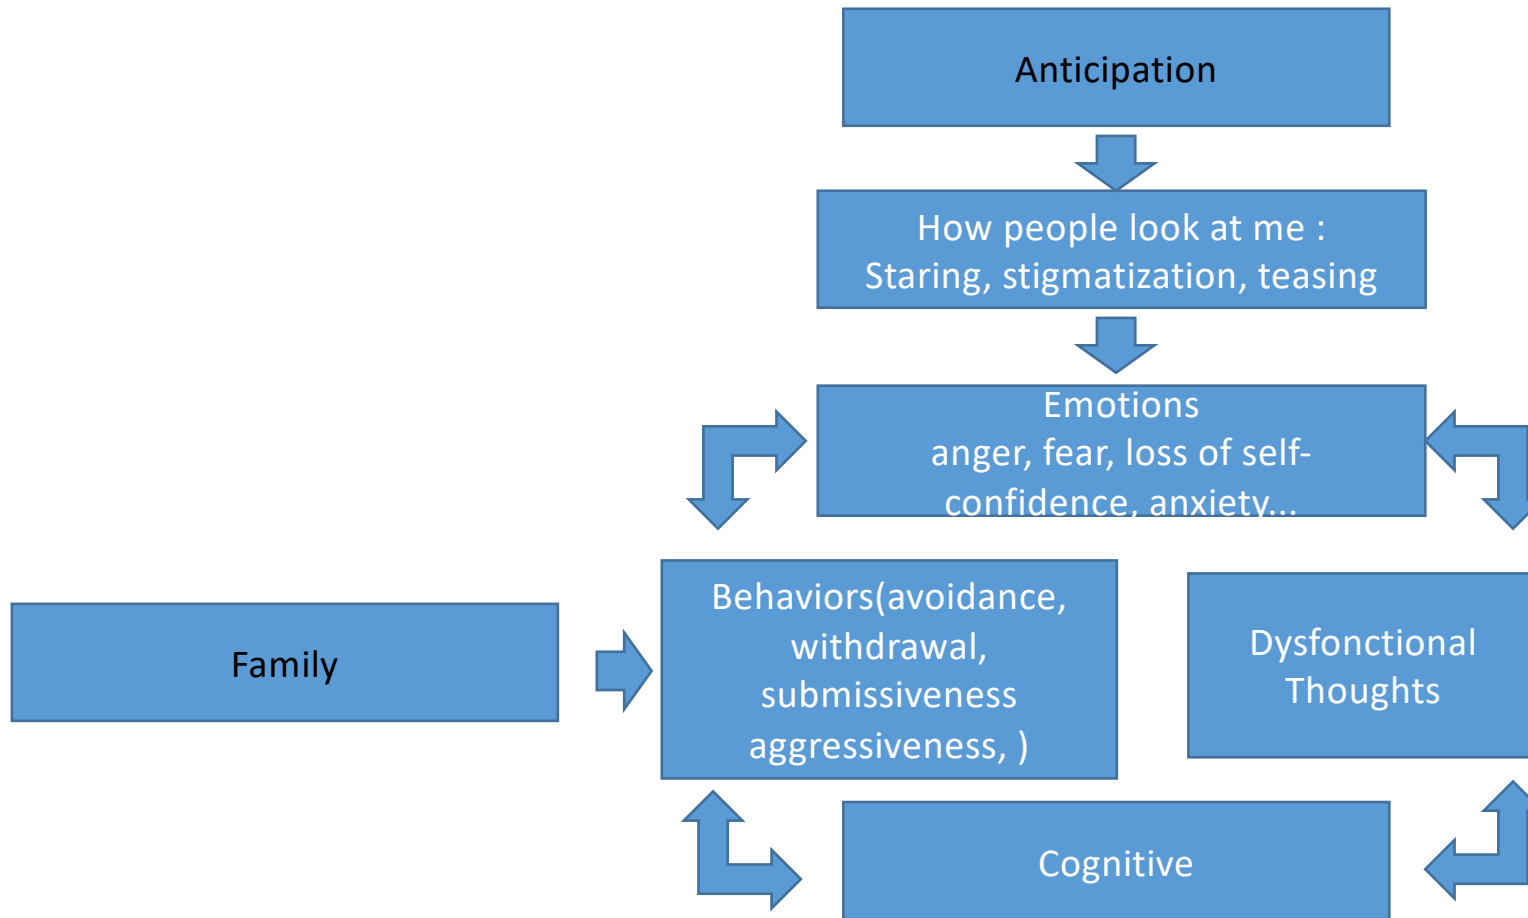 Anticipation
How people look at me :
Staring, stigmatization, teasing
Emotions
anger, fear, loss of self-
confidence, anxiety...
Family
Behaviors(avoidance,
withdrawal,
submissiveness
aggressiveness, )
Dysfonctional
Thoughts
Cognitive